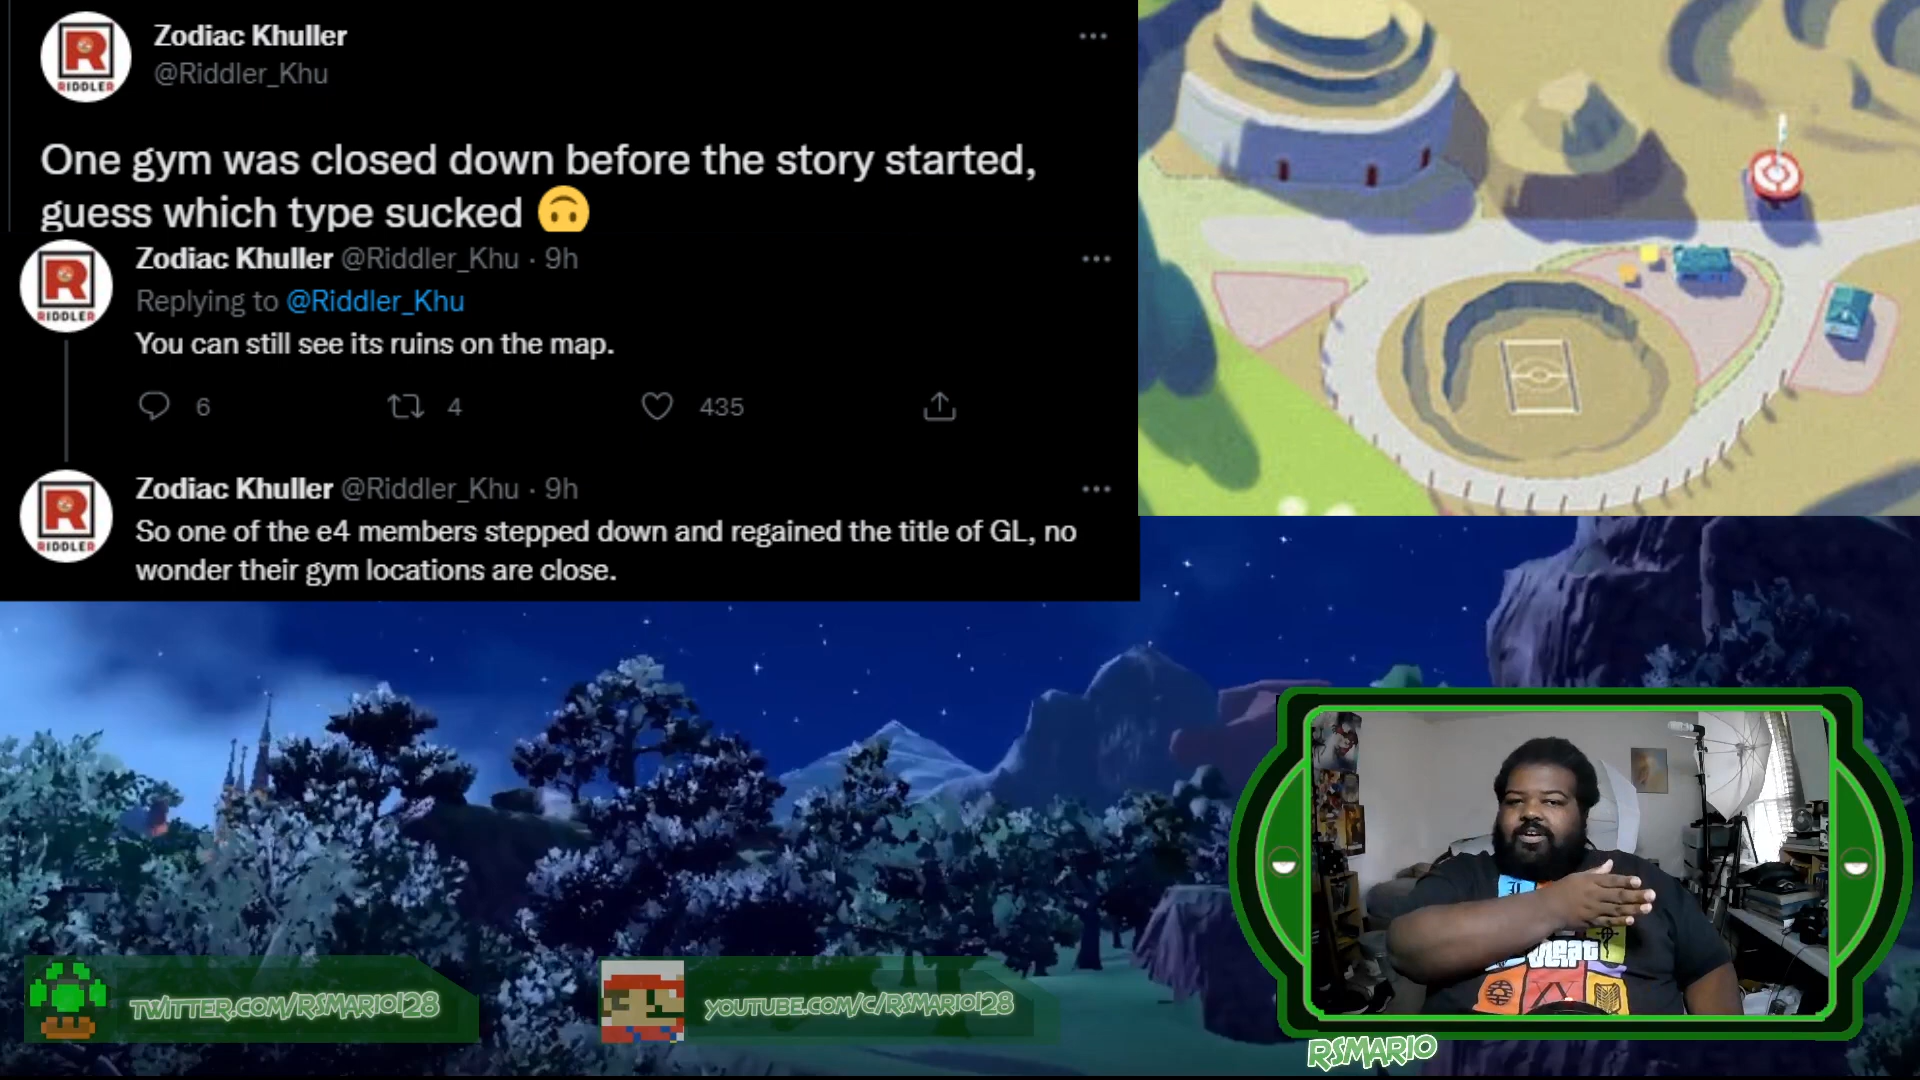 Zodiac Khuller
@Riddler_Khu
RIDDLER
One gym was closed down before the story started,
guess which type sucked 🙃
Zodiac Khuller @Riddler_Khu · 9h
Replying to @Riddler_Khu
RIDDLER
You can still see its ruins on the map.
6 4 435
Zodiac Khuller @Riddler_Khu · 9h
RIDDLER
So one of the e4 members stepped down and regained the title of GL, no
wonder their gym locations are close.
TWITTER.COM/RSMARIO128
YOUTUBE.COM/C/RSMARIO128
RSMARIO